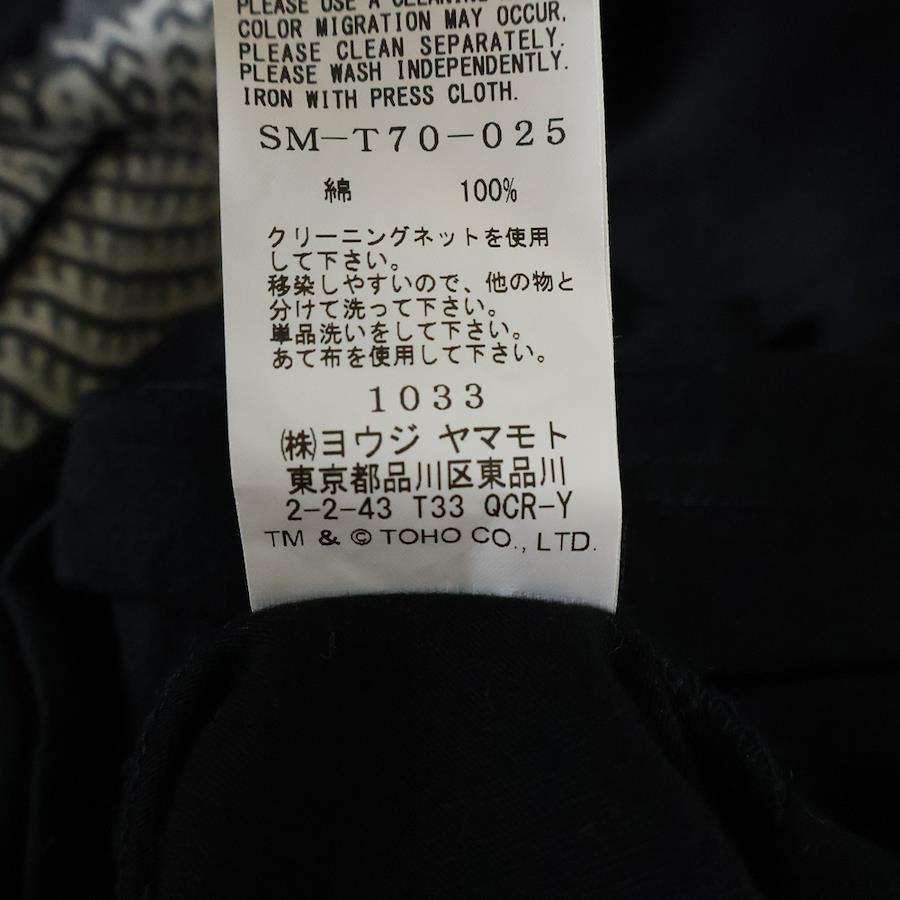 PLEASE USE A CLEANING
COLOR MIGRATION MAY OCCUR.
PLEASE CLEAN SEPARATELY.
PLEASE WASH INDEPENDENTLY.
IRON WITH PRESS CLOTH.
SM-T70-025
綿 100%
クリーニングネットを使用
して下さい。
移染しやすいので、他の物と
分けて洗って下さい。
単品洗いをして下さい。
あて布を使用して下さい。
1033
㈱ヨウジ ヤマモト
東京都品川区東品川
2-2-43 T33 QCR-Y
TM & © TOHO CO., LTD.